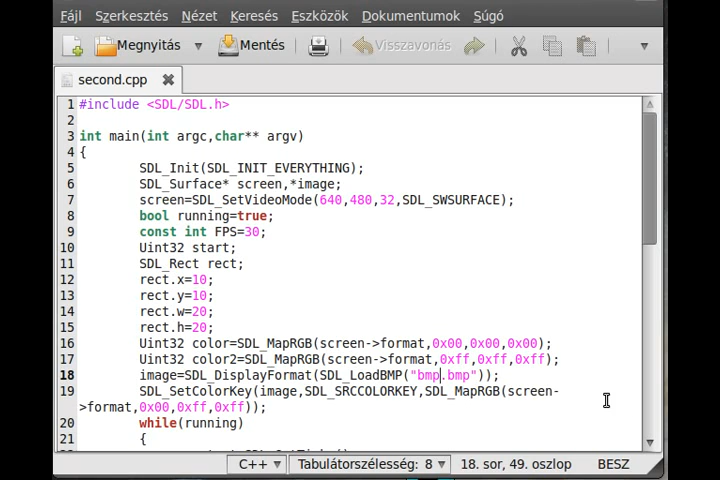 Fájl Szerkesztés Nézet Keresés Eszközök Dokumentumok Súgó
Megnyitás Mentés Visszavonás
second.cpp
1 #include <SDL/SDL.h>
2
3 int main(int argc,char** argv)
4 {
5 SDL_Init(SDL_INIT_EVERYTHING);
6 SDL_Surface* screen,*image;
7 screen=SDL_SetVideoMode(640,480,32,SDL_SWSURFACE);
8 bool running=true;
9 const int FPS=30;
10 Uint32 start;
11 SDL_Rect rect;
12 rect.x=10;
13 rect.y=10;
14 rect.w=20;
15 rect.h=20;
16 Uint32 color=SDL_MapRGB(screen->format,0x00,0x00,0x00);
17 Uint32 color2=SDL_MapRGB(screen->format,0xff,0xff,0xff);
18 image=SDL_DisplayFormat(SDL_LoadBMP("bmp.bmp"));
19 SDL_SetColorKey(image,SDL_SRCCOLORKEY,SDL_MapRGB(screen-
>format,0x00,0xff,0xff));
20 while(running)
21 {
C++ Tabulátorszélesség: 8 18. sor, 49. oszlop BESZ